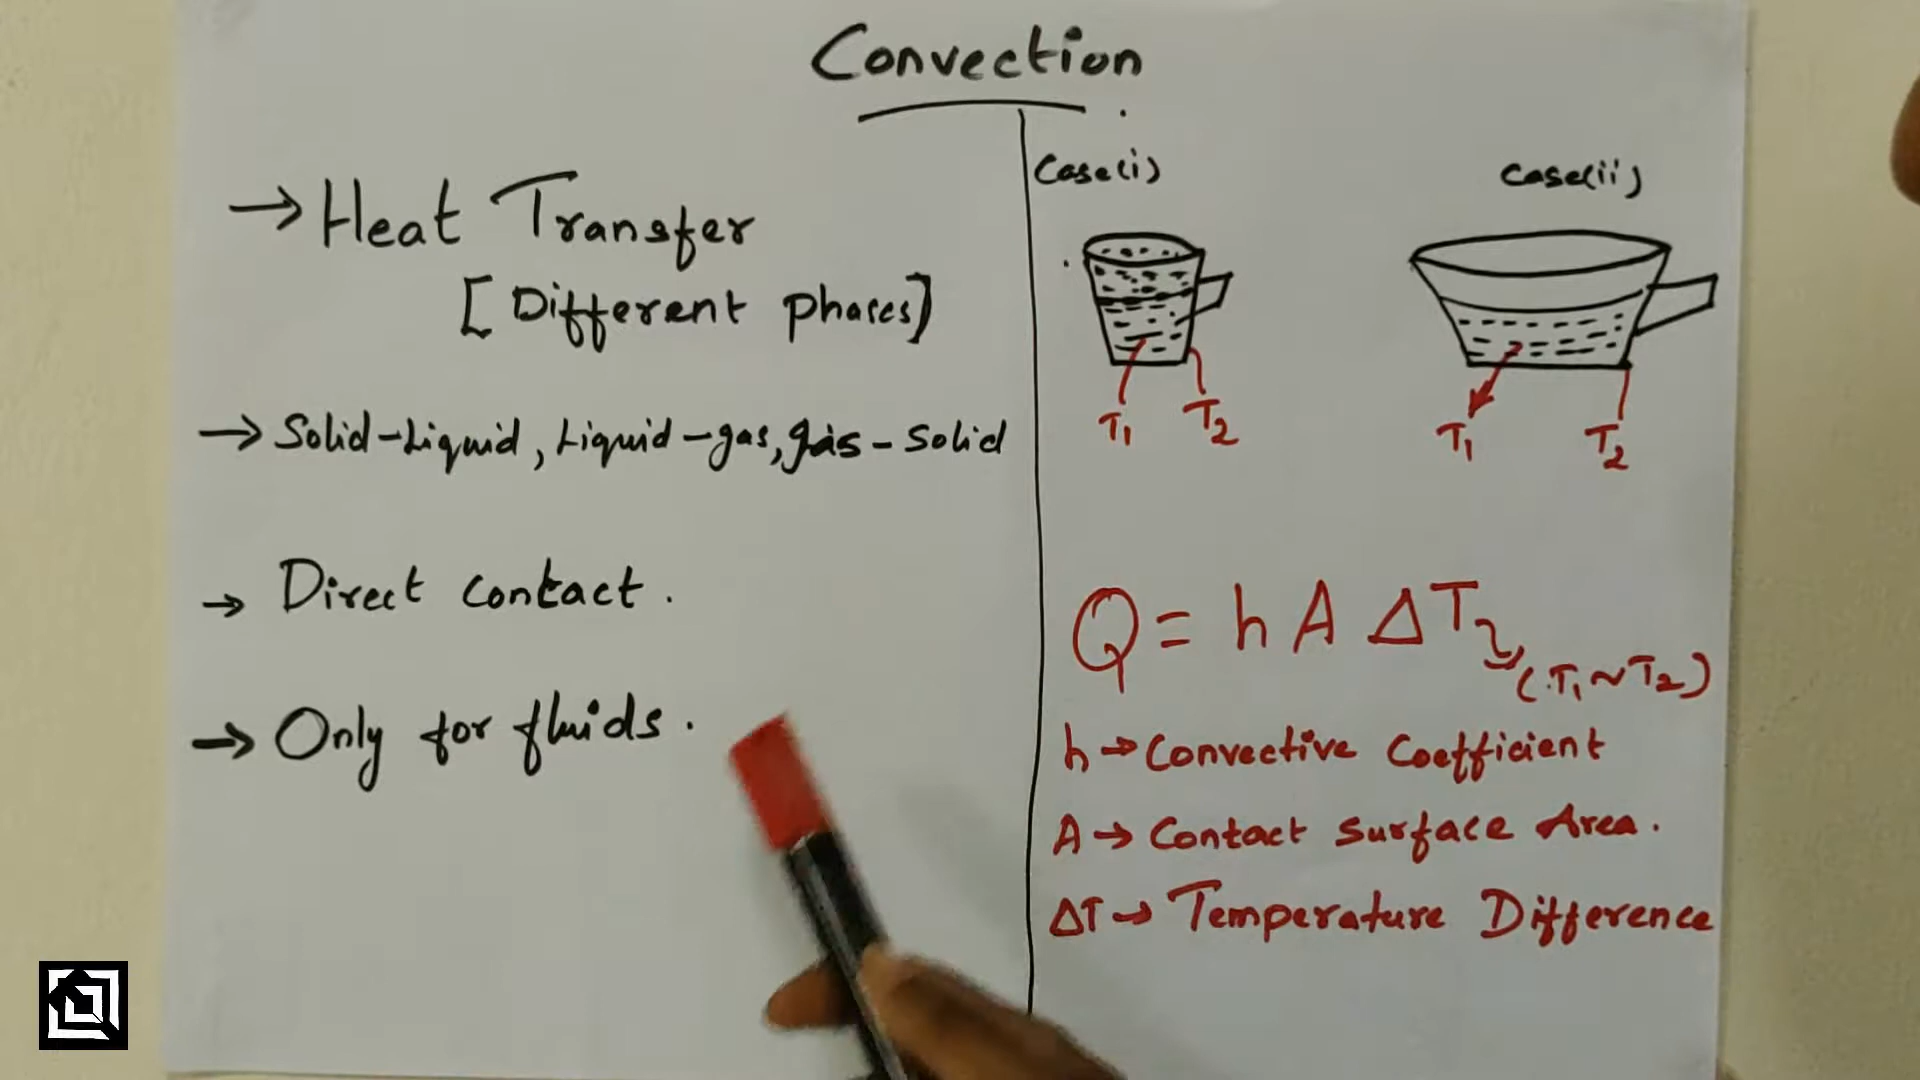 Convection
→ Heat Transfer
[Different phases]
→ Solid-Liquid, Liquid-gas, gas-Solid
→ Direct contact.
→ Only for fluids.
Case(i)
Case(ii)
T1 T2
T1 T2
Q = h A ΔT
(T1 ~ T2)
h → Convective Coefficient
A → Contact Surface Area.
ΔT → Temperature Difference